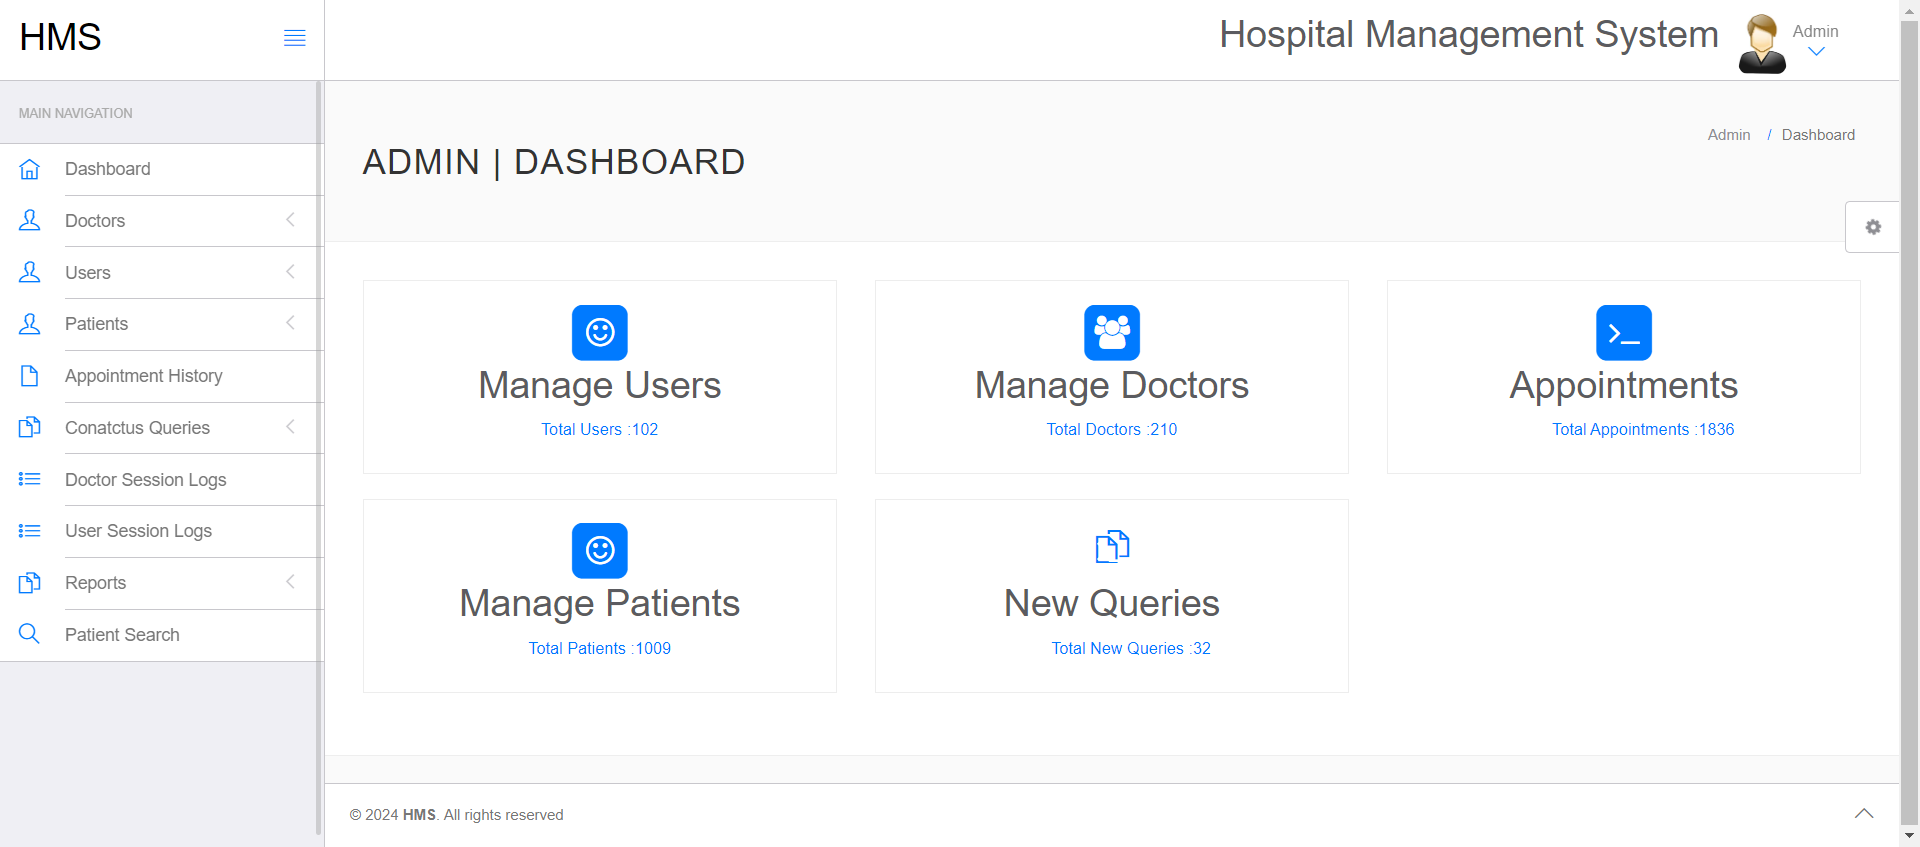 HMS
Hospital Management System
Admin
MAIN NAVIGATION
Dashboard
Doctors
Users
Patients
Appointment History
Conatctus Queries
Doctor Session Logs
User Session Logs
Reports
Patient Search
ADMIN | DASHBOARD
Admin / Dashboard
Manage Users
Total Users :102
Manage Doctors
Total Doctors :210
Appointments
Total Appointments :1836
Manage Patients
Total Patients :1009
New Queries
Total New Queries :32
© 2024 HMS. All rights reserved